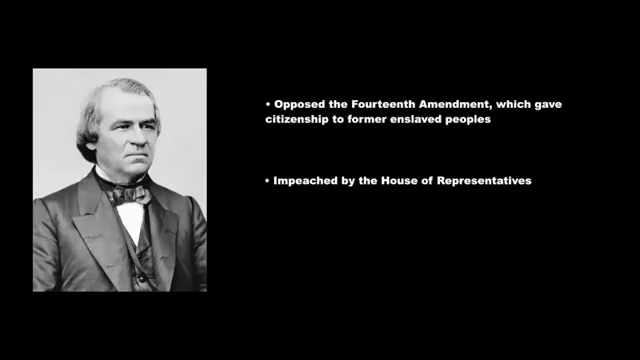 • Opposed the Fourteenth Amendment, which gave
citizenship to former enslaved peoples
• Impeached by the House of Representatives